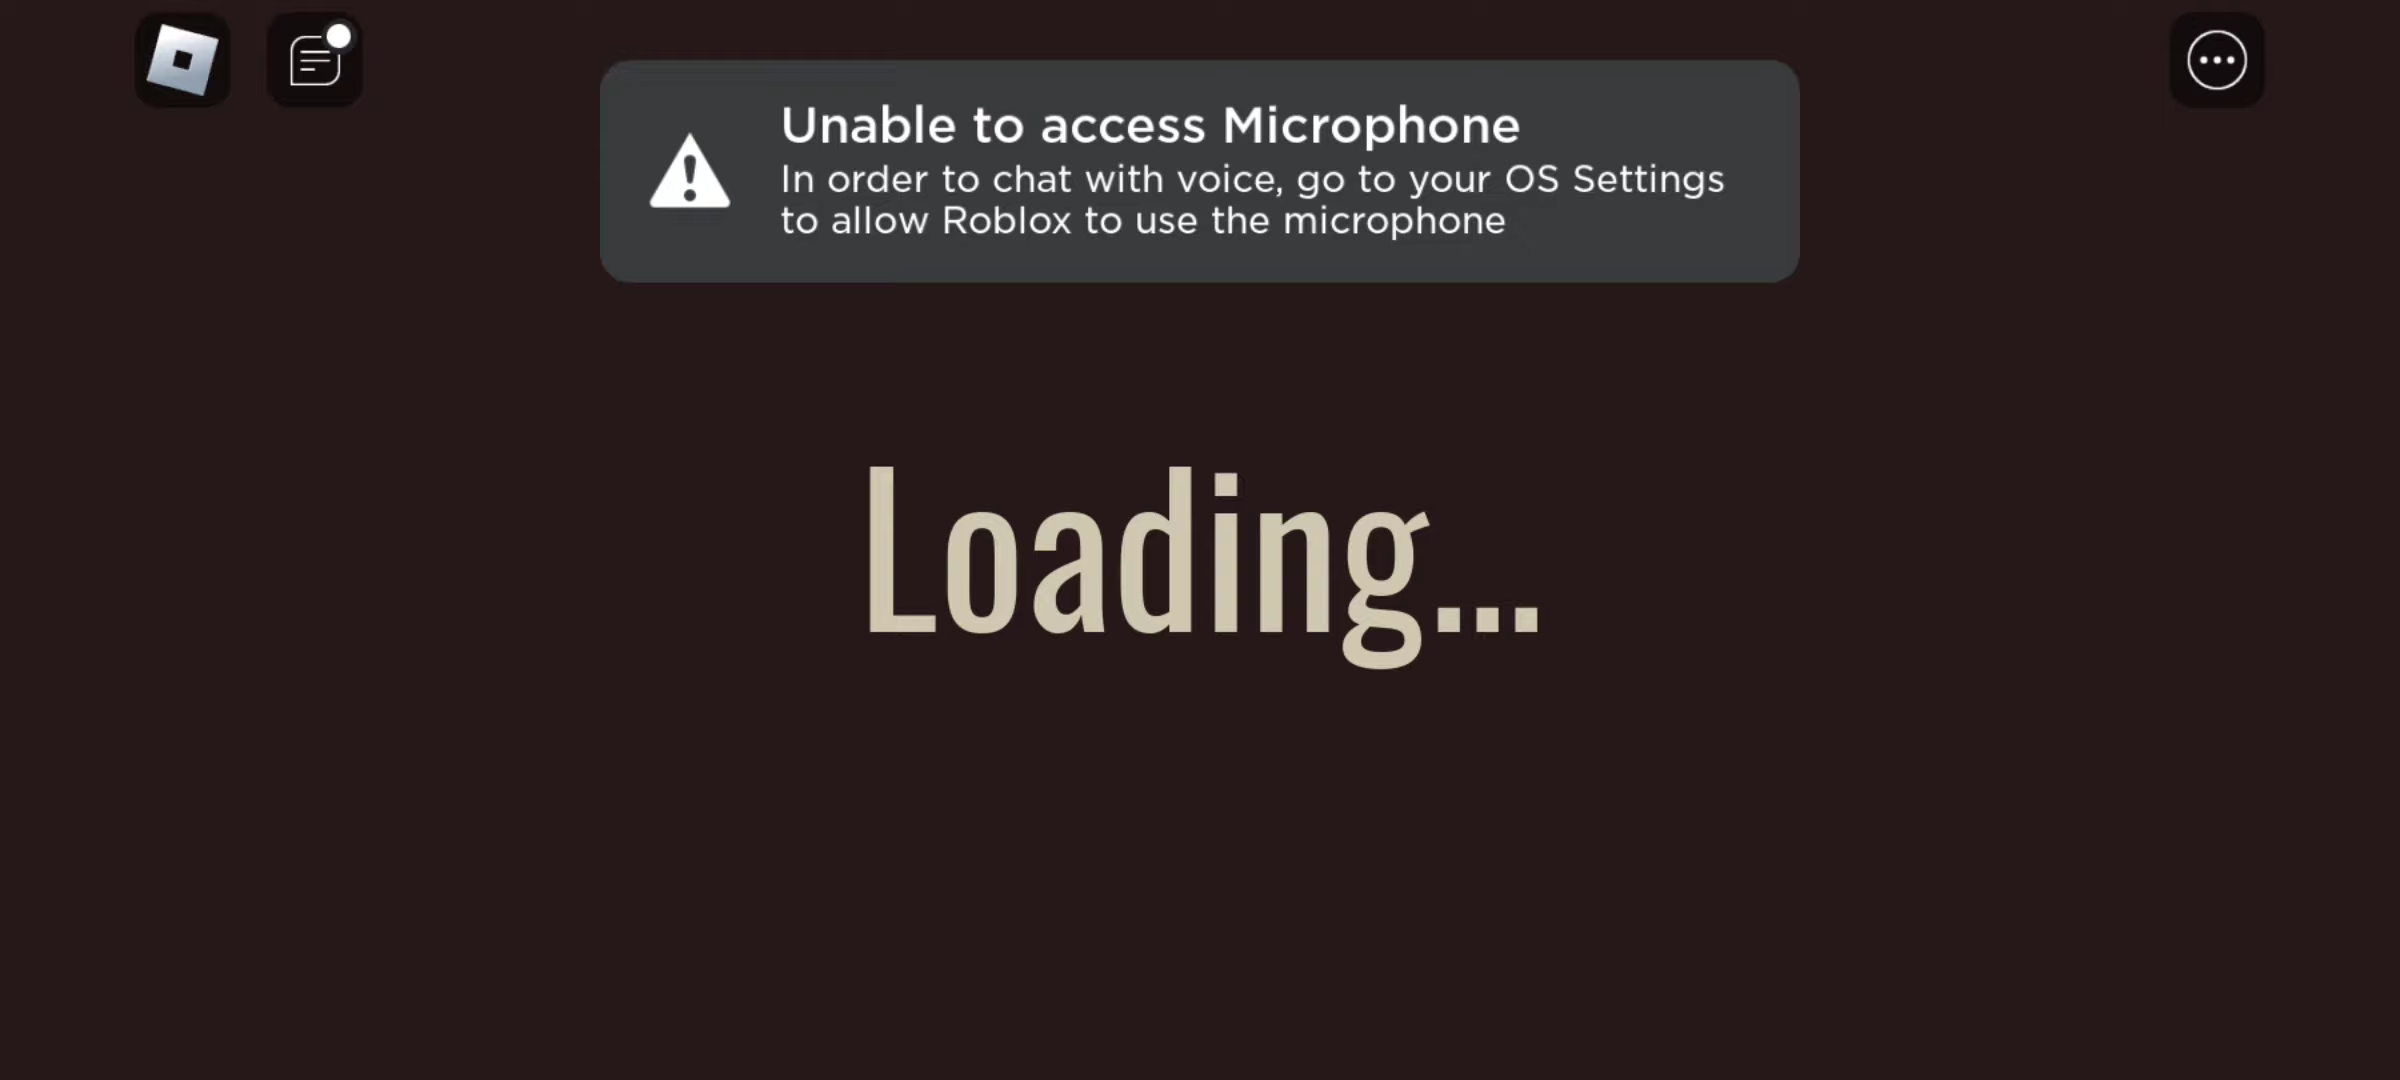 Unable to access Microphone
In order to chat with voice, go to your OS Settings
to allow Roblox to use the microphone
Loading...